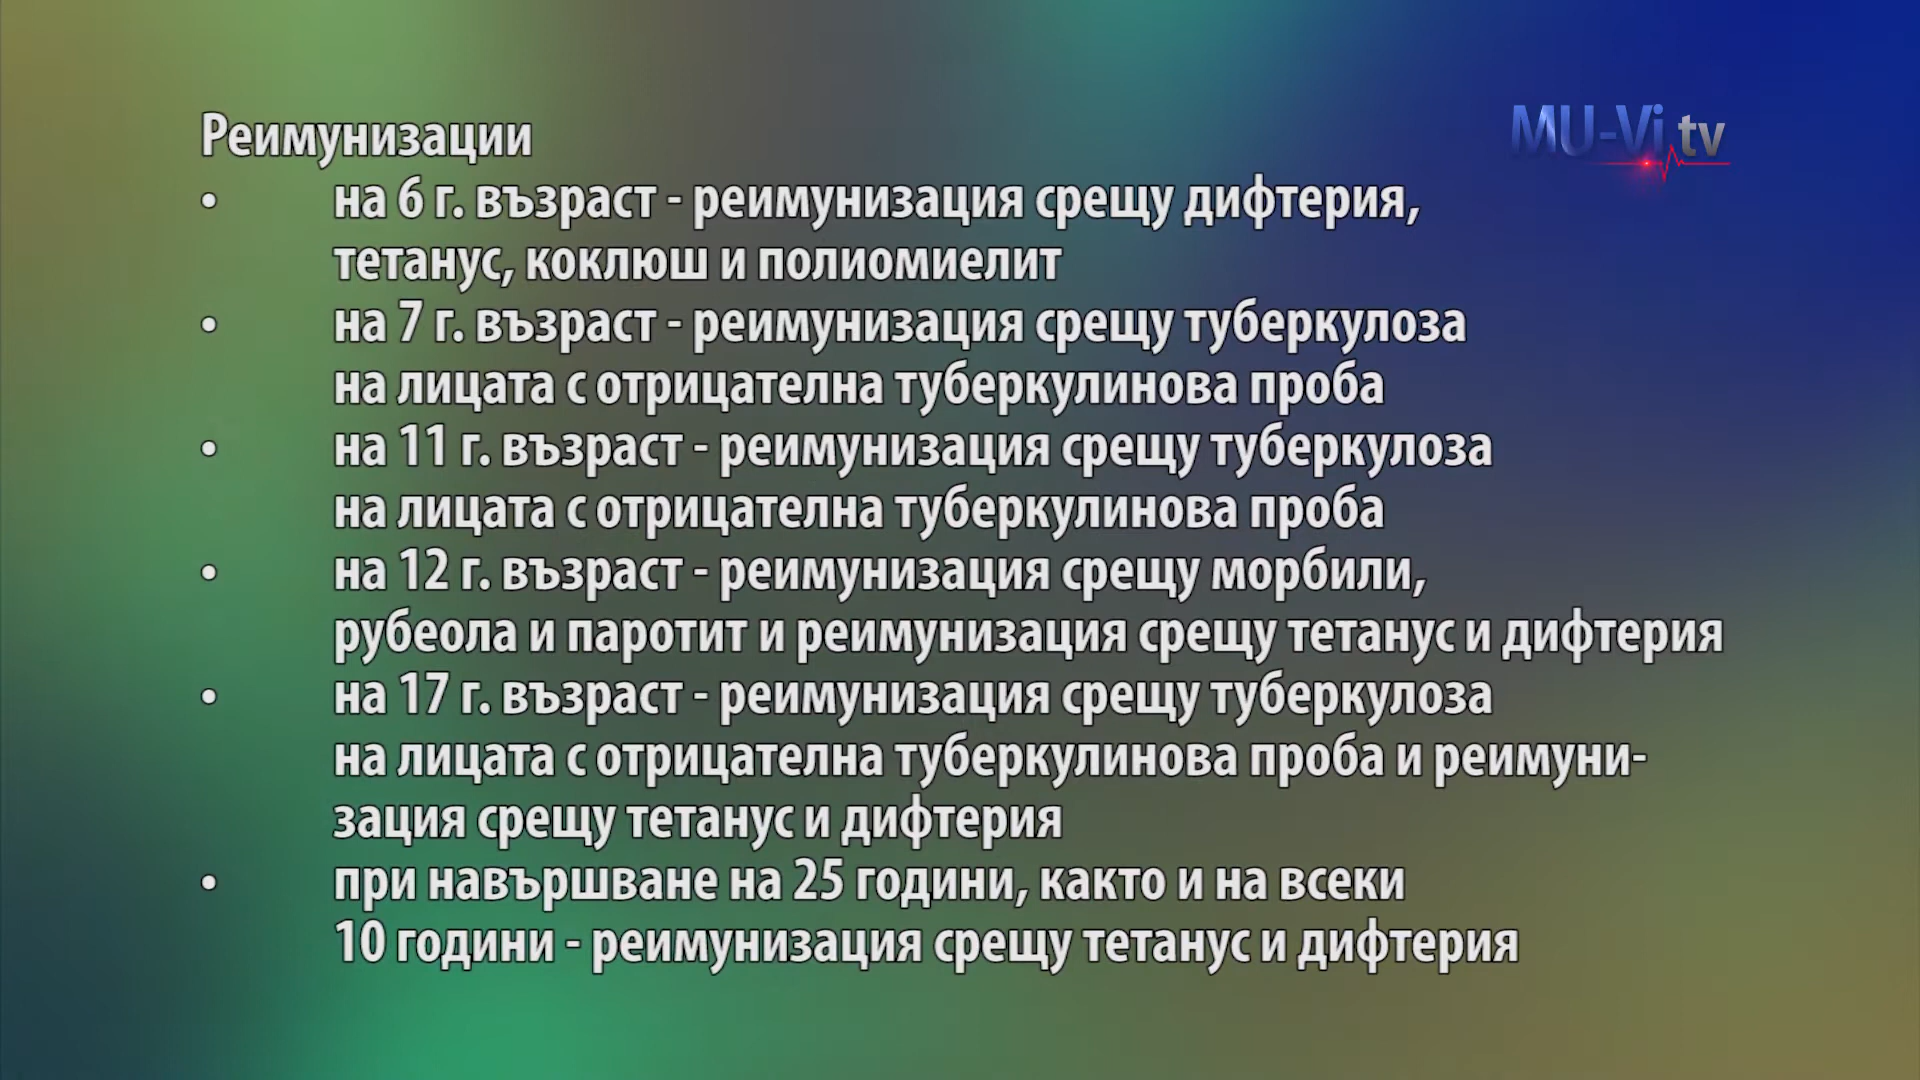 MU-Vi.tv
Реимунизации
• на 6 г. възраст - реимунизация срещу дифтерия,
тетанус, коклюш и полиомиелит
• на 7 г. възраст - реимунизация срещу туберкулоза
на лицата с отрицателна туберкулинова проба
• на 11 г. възраст - реимунизация срещу туберкулоза
на лицата с отрицателна туберкулинова проба
• на 12 г. възраст - реимунизация срещу морбили,
рубеола и паротит и реимунизация срещу тетанус и дифтерия
• на 17 г. възраст - реимунизация срещу туберкулоза
на лицата с отрицателна туберкулинова проба и реимуни-
зация срещу тетанус и дифтерия
• при навършване на 25 години, както и на всеки
10 години - реимунизация срещу тетанус и дифтерия